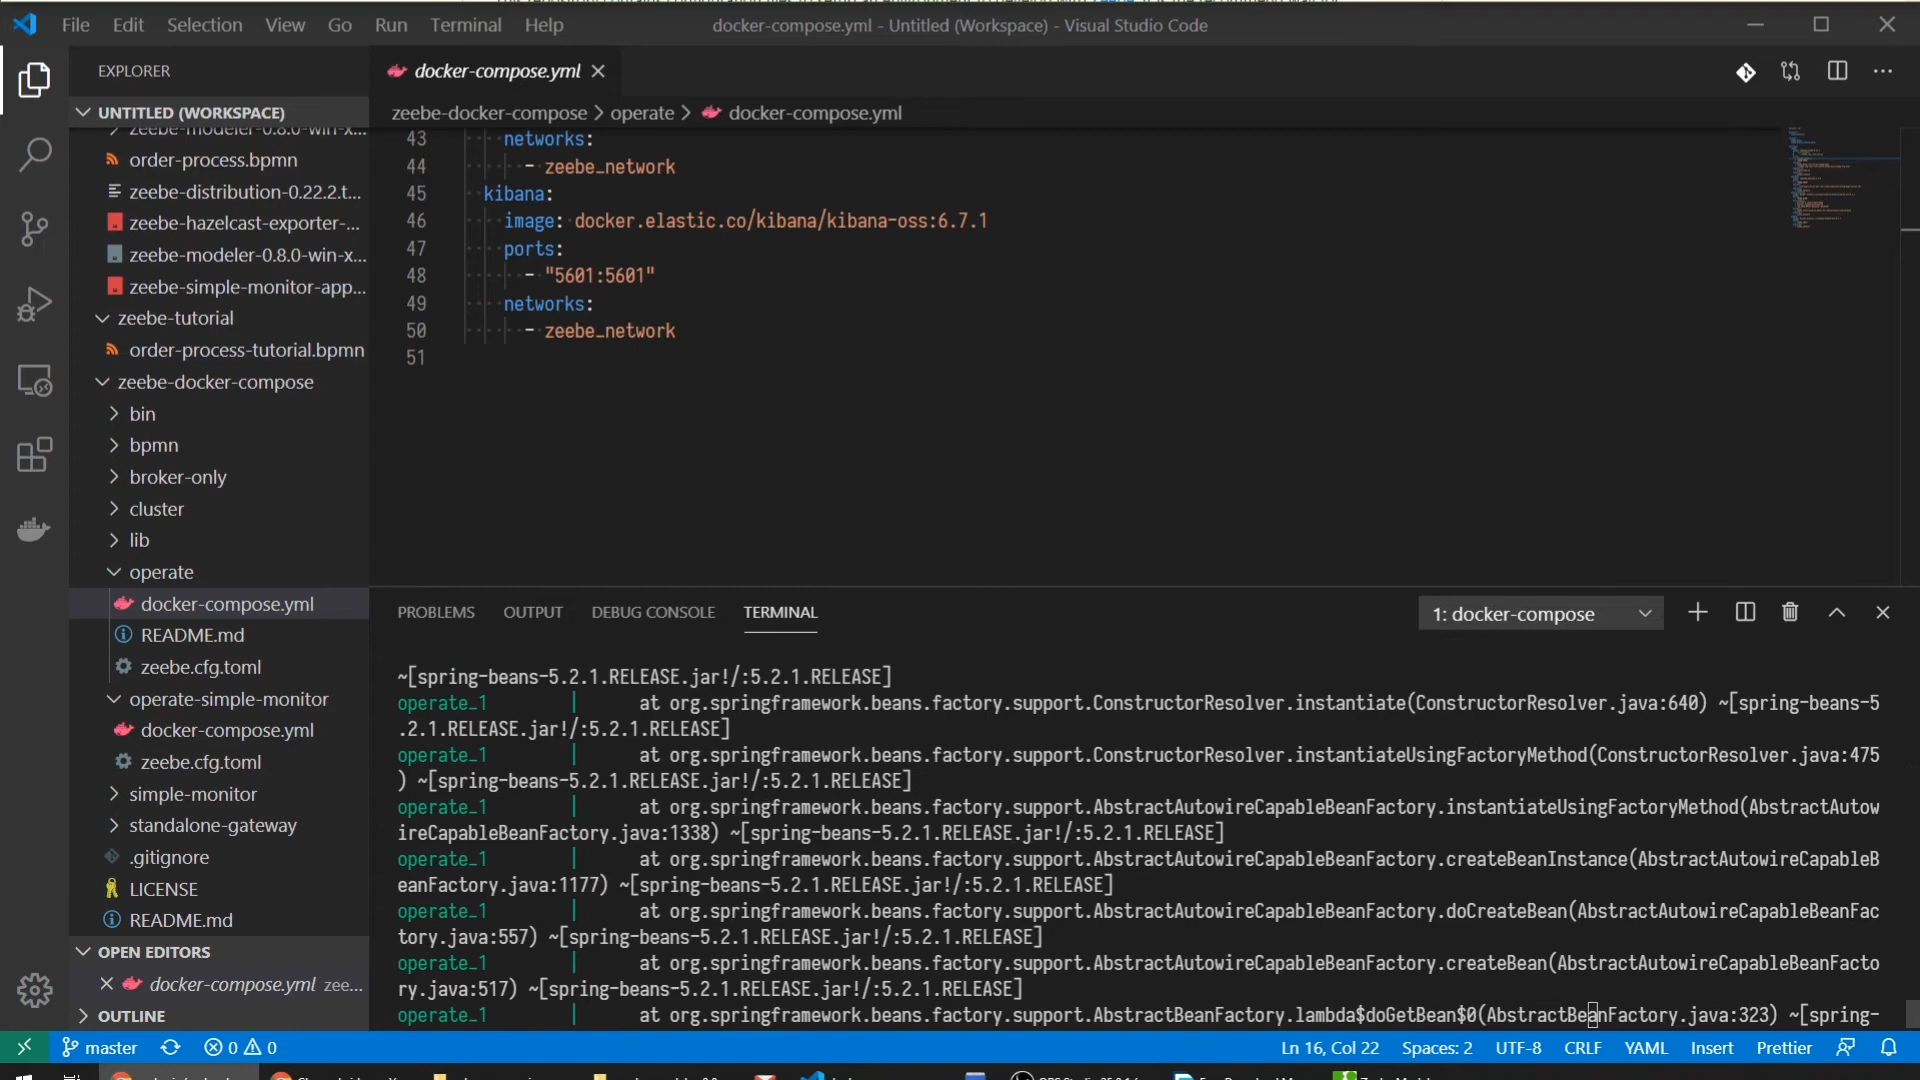 File Edit Selection View Go Run Terminal Help
docker-compose.yml - Untitled (Workspace) - Visual Studio Code
EXPLORER
UNTITLED (WORKSPACE)
zeebe-modeler-0.8.0-win-x...
order-process.bpmn
zeebe-distribution-0.22.2.t...
zeebe-hazelcast-exporter-...
zeebe-modeler-0.8.0-win-x...
zeebe-simple-monitor-app...
zeebe-tutorial
order-process-tutorial.bpmn
zeebe-docker-compose
bin
bpmn
broker-only
cluster
lib
operate
docker-compose.yml
README.md
zeebe.cfg.toml
operate-simple-monitor
docker-compose.yml
zeebe.cfg.toml
simple-monitor
standalone-gateway
.gitignore
LICENSE
README.md
OPEN EDITORS
docker-compose.yml zee...
OUTLINE
docker-compose.yml
zeebe-docker-compose > operate > docker-compose.yml
43 networks:
44 - zeebe_network
45 kibana:
46 image: docker.elastic.co/kibana/kibana-oss:6.7.1
47 ports:
48 - "5601:5601"
49 networks:
50 - zeebe_network
51
PROBLEMS OUTPUT DEBUG CONSOLE TERMINAL
1: docker-compose
~[spring-beans-5.2.1.RELEASE.jar!/:5.2.1.RELEASE]
operate_1 | at org.springframework.beans.factory.support.ConstructorResolver.instantiate(ConstructorResolver.java:640) ~[spring-beans-5
.2.1.RELEASE.jar!/:5.2.1.RELEASE]
operate_1 | at org.springframework.beans.factory.support.ConstructorResolver.instantiateUsingFactoryMethod(ConstructorResolver.java:475
) ~[spring-beans-5.2.1.RELEASE.jar!/:5.2.1.RELEASE]
operate_1 | at org.springframework.beans.factory.support.AbstractAutowireCapableBeanFactory.instantiateUsingFactoryMethod(AbstractAutow
ireCapableBeanFactory.java:1338) ~[spring-beans-5.2.1.RELEASE.jar!/:5.2.1.RELEASE]
operate_1 | at org.springframework.beans.factory.support.AbstractAutowireCapableBeanFactory.createBeanInstance(AbstractAutowireCapableB
eanFactory.java:1177) ~[spring-beans-5.2.1.RELEASE.jar!/:5.2.1.RELEASE]
operate_1 | at org.springframework.beans.factory.support.AbstractAutowireCapableBeanFactory.doCreateBean(AbstractAutowireCapableBeanFac
tory.java:557) ~[spring-beans-5.2.1.RELEASE.jar!/:5.2.1.RELEASE]
operate_1 | at org.springframework.beans.factory.support.AbstractAutowireCapableBeanFactory.createBean(AbstractAutowireCapableBeanFacto
ry.java:517) ~[spring-beans-5.2.1.RELEASE.jar!/:5.2.1.RELEASE]
operate_1 | at org.springframework.beans.factory.support.AbstractBeanFactory.lambda$doGetBean$0(AbstractBeanFactory.java:323) ~[spring-
master 0 0 Ln 16, Col 22 Spaces: 2 UTF-8 CRLF YAML Insert Prettier